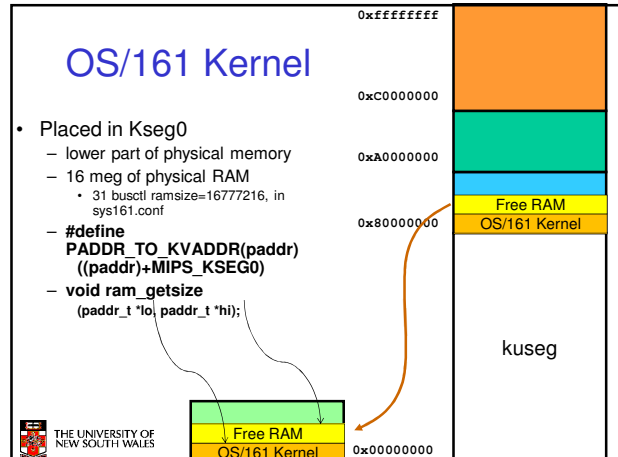 OS/161 Kernel
• Placed in Kseg0
– lower part of physical memory
– 16 meg of physical RAM
• 31 busctl ramsize=16777216, in
sys161.conf
– #define
PADDR_TO_KVADDR(paddr)
((paddr)+MIPS_KSEG0)
– void ram_getsize
(paddr_t *lo, paddr_t *hi);
THE UNIVERSITY OF
NEW SOUTH WALES
Free RAM
OS/161 Kernel
0xffffffff
0xC0000000
0xA0000000
0x80000000
0x00000000
Free RAM
OS/161 Kernel
kuseg